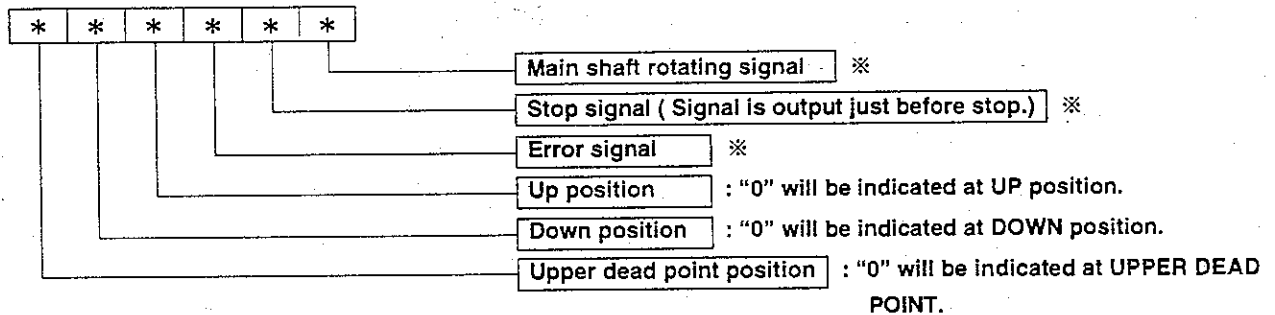 * * * * * *
Main shaft rotating signal ※
Stop signal ( Signal is output just before stop.) ※
Error signal ※
Up position : “0” will be indicated at UP position.
Down position : “0” will be indicated at DOWN position.
Upper dead point position : “0” will be indicated at UPPER DEAD
POINT.